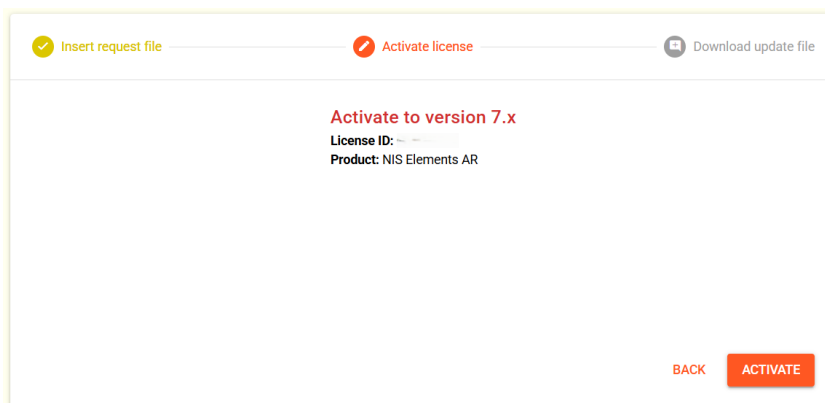 Insert request file
Activate license
Download update file
Activate to version 7.x
License ID:
Product: NIS Elements AR
BACK
ACTIVATE